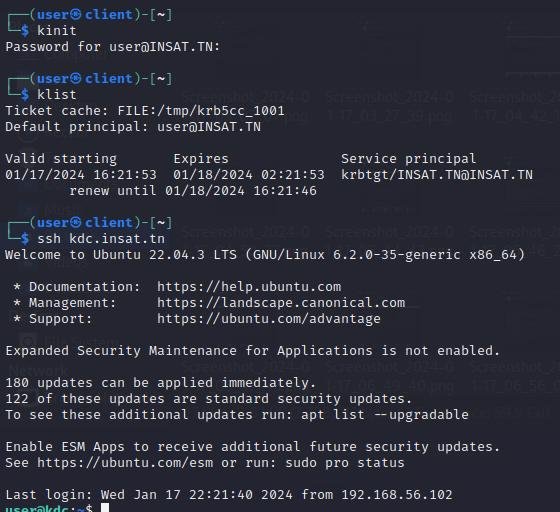 ┌──(user㉿client)-[~]
└─$ kinit
Password for user@INSAT.TN:

┌──(user㉿client)-[~]
└─$ klist
Ticket cache: FILE:/tmp/krb5cc_1001
Default principal: user@INSAT.TN

Valid starting       Expires              Service principal
01/17/2024 16:21:53  01/18/2024 02:21:53  krbtgt/INSAT.TN@INSAT.TN
        renew until 01/18/2024 16:21:46

┌──(user㉿client)-[~]
└─$ ssh kdc.insat.tn
Welcome to Ubuntu 22.04.3 LTS (GNU/Linux 6.2.0-35-generic x86_64)

 * Documentation:  https://help.ubuntu.com
 * Management:     https://landscape.canonical.com
 * Support:        https://ubuntu.com/advantage

Expanded Security Maintenance for Applications is not enabled.

180 updates can be applied immediately.
122 of these updates are standard security updates.
To see these additional updates run: apt list --upgradable

Enable ESM Apps to receive additional future security updates.
See https://ubuntu.com/esm or run: sudo pro status

Last login: Wed Jan 17 22:21:40 2024 from 192.168.56.102
user@kdc:~$